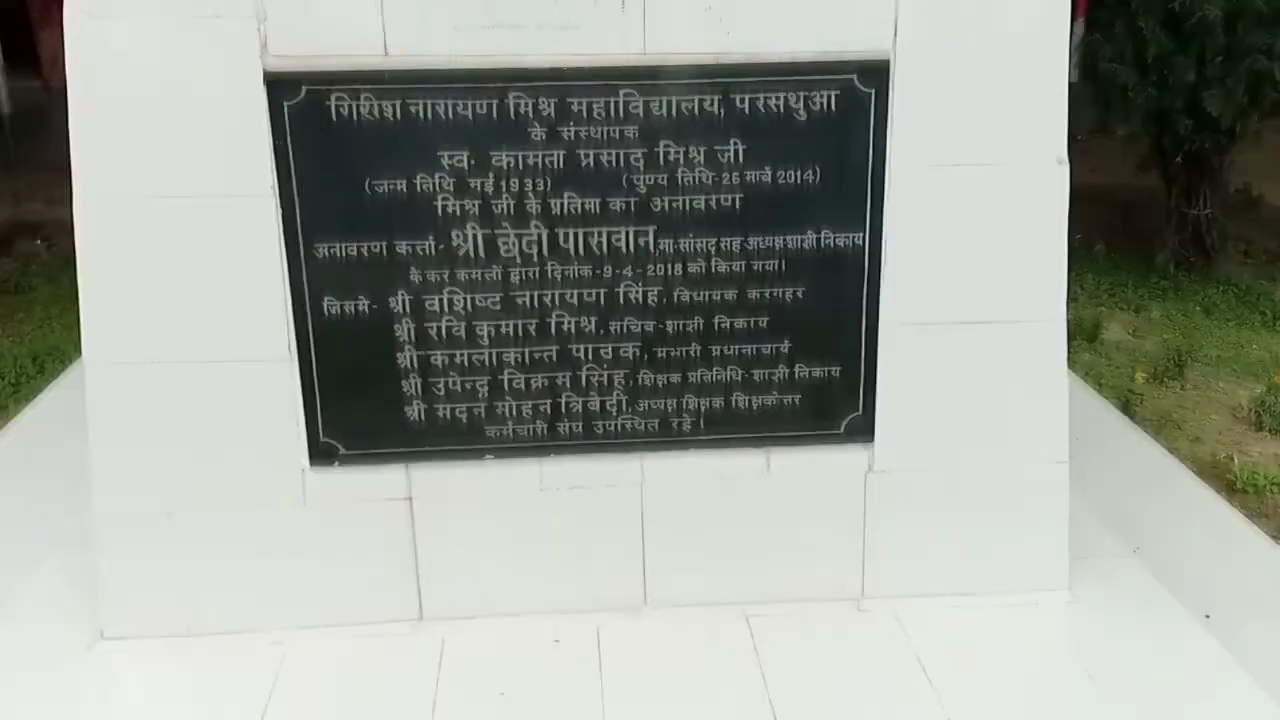 गिरीश नारायण मिश्र महाविद्यालय, परसथुआ
के संस्थापक
स्व. कामता प्रसाद मिश्र जी
(जन्म तिथि मई 1933) (पुण्य तिथि-26 मार्च 2014)
मिश्र जी के प्रतिमा का अनावरण
अनावरण कर्त्ता- श्री छेदी पासवान, मा. सांसद सह अध्यक्ष शाषी निकाय
के कर कमलों द्वारा दिनांक-9-4-2018 को किया गया।
जिसमे- श्री वशिष्ट नारायण सिंह, विधायक करगहर
श्री रवि कुमार मिश्र, सचिव-शाषी निकाय
श्री कमलाकान्त पाठक, प्रभारी प्रधानाचार्य
श्री उपेन्द्र विक्रम सिंह, शिक्षक प्रतिनिधि-शाषी निकाय
श्री मदन मोहन त्रिबेदी, अध्यक्ष शिक्षक शिक्षकोत्तर
कर्मचारी संघ उपस्थित रहे।